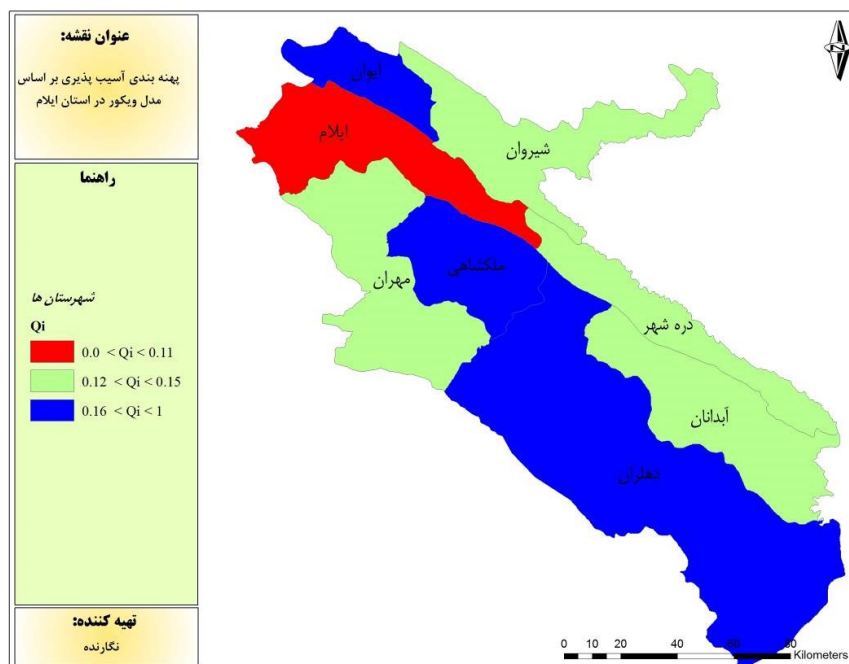 عنوان نقشه:
پهنه بندی آسیب پذیری بر اساس
مدل ویکور در استان ایلام
راهنما
شهرستان ها
Qi
0.0 < Qi < 0.11
0.12 < Qi < 0.15
0.16 < Qi < 1
تهیه کننده:
نگارنده
N
ایوان
ایلام
شیروان
ملکشاهی
مهران
دره شهر
آبدانان
دهلران
0 10 20 40 60 80
Kilometers